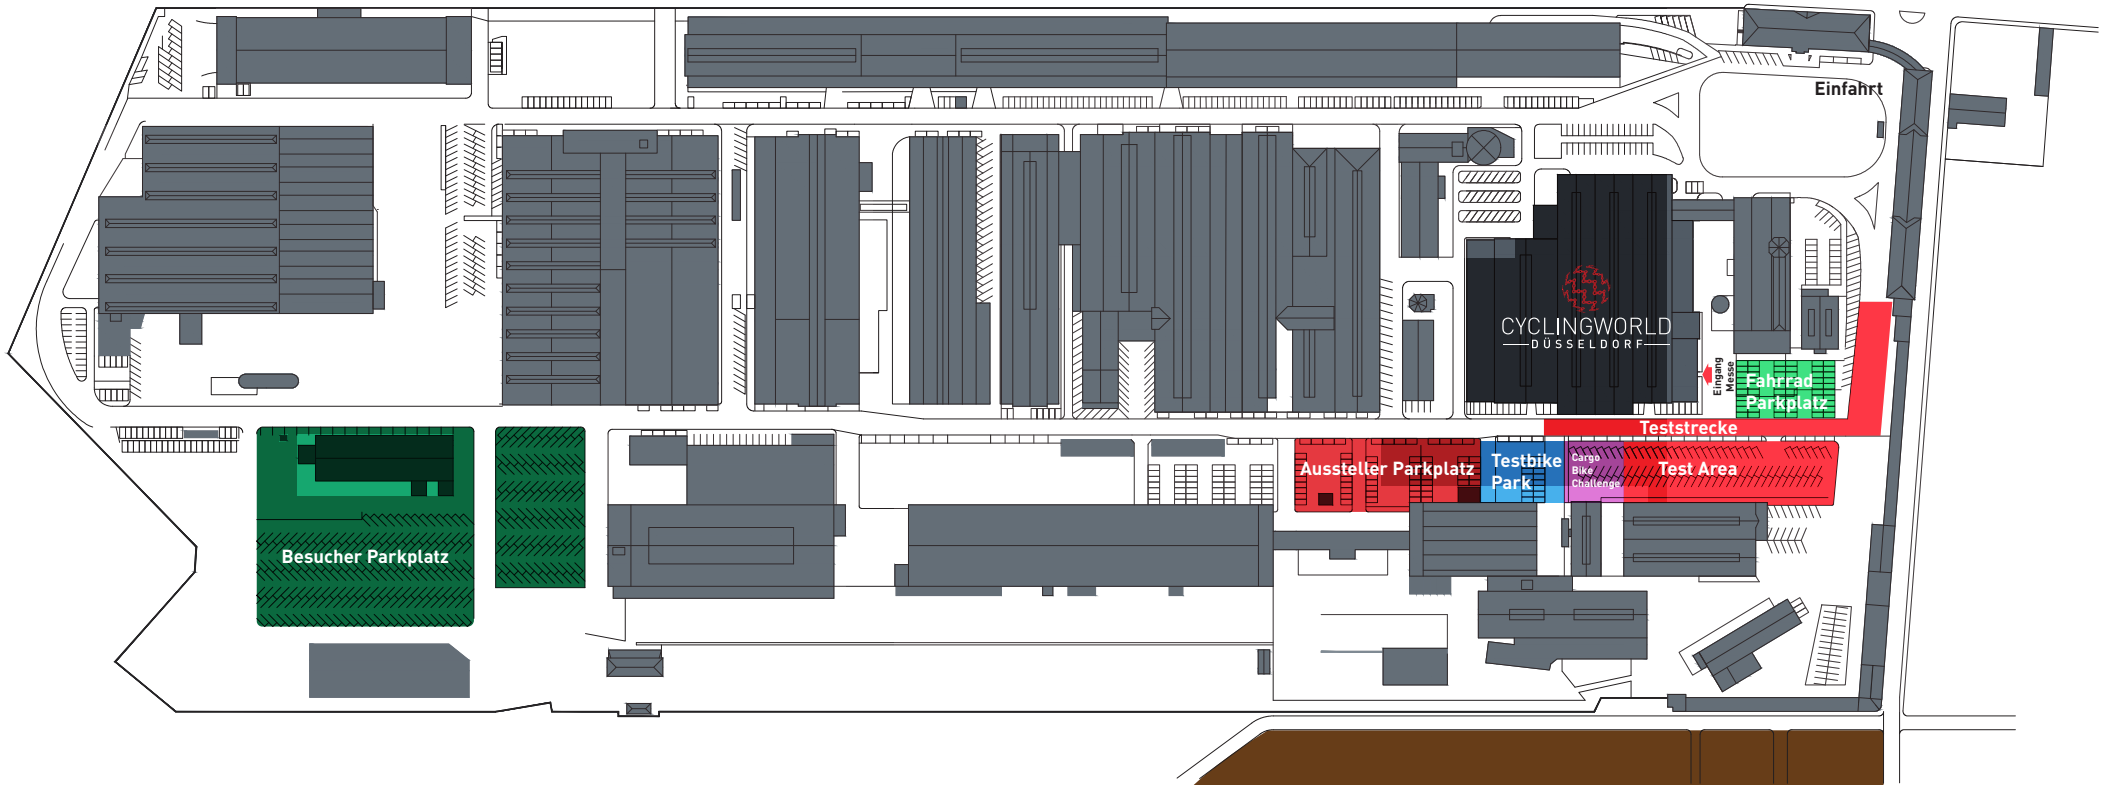 Einfahrt
CYCLINGWORLD
DÜSSELDORF
Eingang
Messe
Fahrrad
Parkplatz
Teststrecke
Aussteller Parkplatz
Testbike
Park
Cargo
Bike
Challenge
Test Area
Besucher Parkplatz